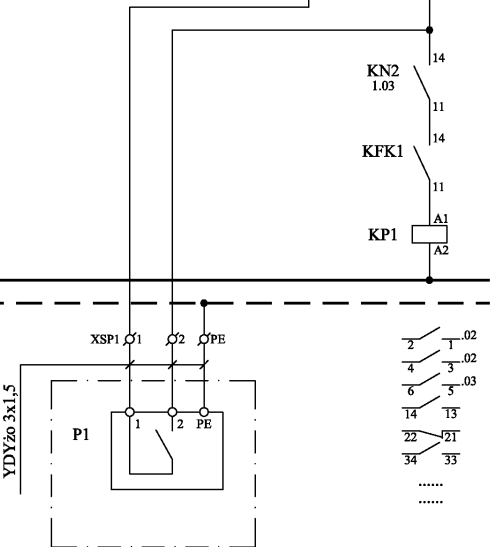 14
KN2
1.03
11
14
KFK1
11
A1
KP1
A2
XSP1 1 2 PE
.02
2 1
.02
4 3
.03
6 5
14 13
22 21
34 33
......
......
P1
1 2 PE
YDYżo 3x1,5